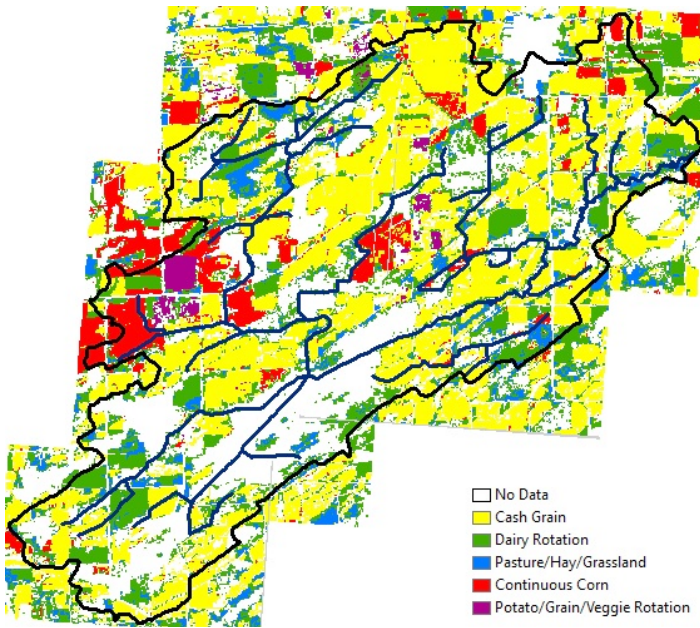 No Data
Cash Grain
Dairy Rotation
Pasture/Hay/Grassland
Continuous Corn
Potato/Grain/Veggie Rotation